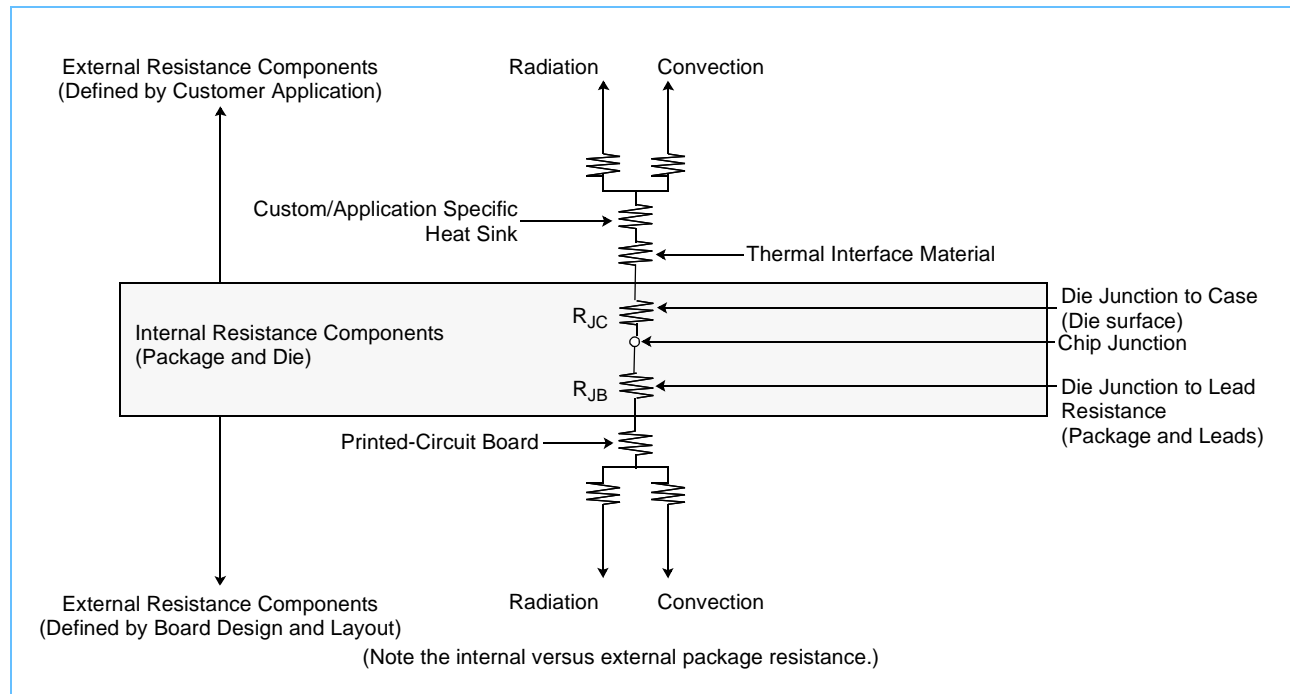 External Resistance Components
(Defined by Customer Application)
Radiation
Convection
Custom/Application Specific
Heat Sink
Thermal Interface Material
Internal Resistance Components
(Package and Die)
RJC
Die Junction to Case
(Die surface)
Chip Junction
RJB
Die Junction to Lead
Resistance
(Package and Leads)
Printed-Circuit Board
External Resistance Components
(Defined by Board Design and Layout)
Radiation
Convection
(Note the internal versus external package resistance.)